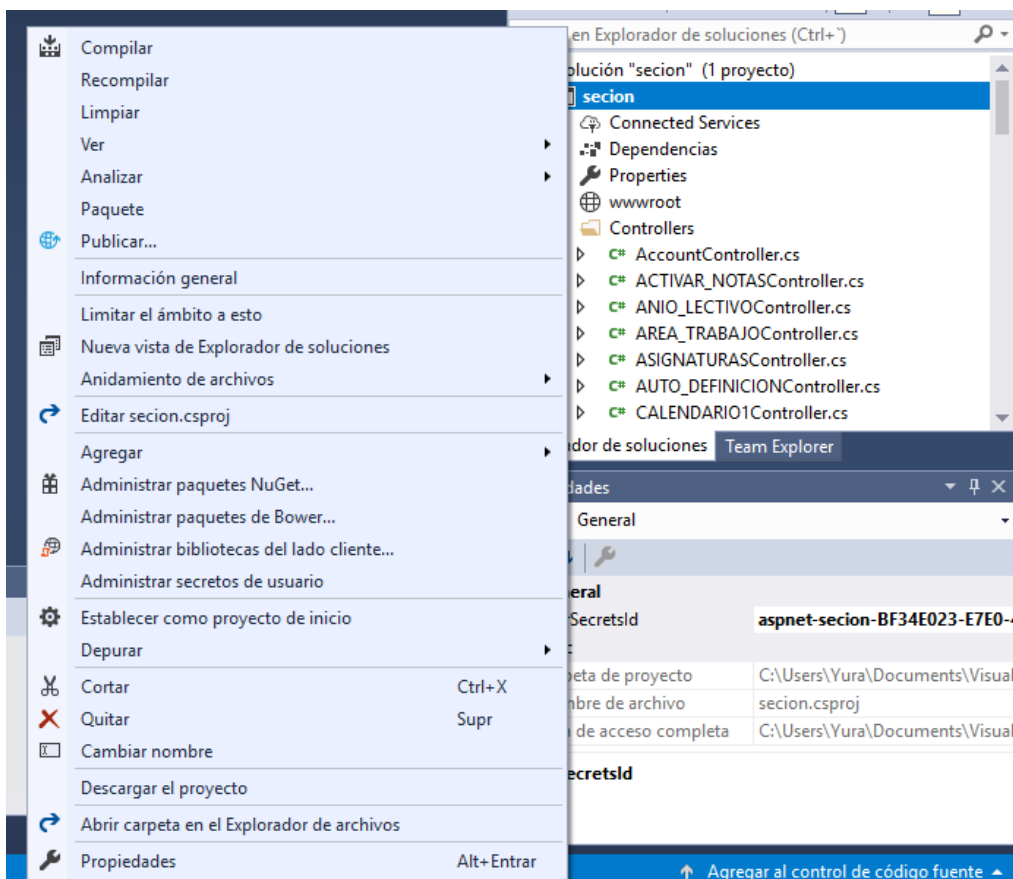 Compilar
Recompilar
Limpiar
Ver
Analizar
Paquete
Publicar...
Información general
Limitar el ámbito a esto
Nueva vista de Explorador de soluciones
Anidamiento de archivos
Editar secion.csproj
Agregar
Administrar paquetes NuGet...
Administrar paquetes de Bower...
Administrar bibliotecas del lado cliente...
Administrar secretos de usuario
Establecer como proyecto de inicio
Depurar
Cortar Ctrl+X
Quitar Supr
Cambiar nombre
Descargar el proyecto
Abrir carpeta en el Explorador de archivos
Propiedades Alt+Entrar
en Explorador de soluciones (Ctrl+`)
olución "secion" (1 proyecto)
secion
Connected Services
Dependencias
Properties
wwwroot
Controllers
C# AccountController.cs
C# ACTIVAR_NOTASController.cs
C# ANIO_LECTIVOController.cs
C# AREA_TRABAJOController.cs
C# ASIGNATURASController.cs
C# AUTO_DEFINICIONController.cs
C# CALENDARIO1Controller.cs
dor de soluciones Team Explorer
dades
General
eral
SecretsId aspnet-secion-BF34E023-E7E0-
peta de proyecto C:\Users\Yura\Documents\Visual
bre de archivo secion.csproj
de acceso completa C:\Users\Yura\Documents\Visual
ecretsId
Agregar al control de código fuente